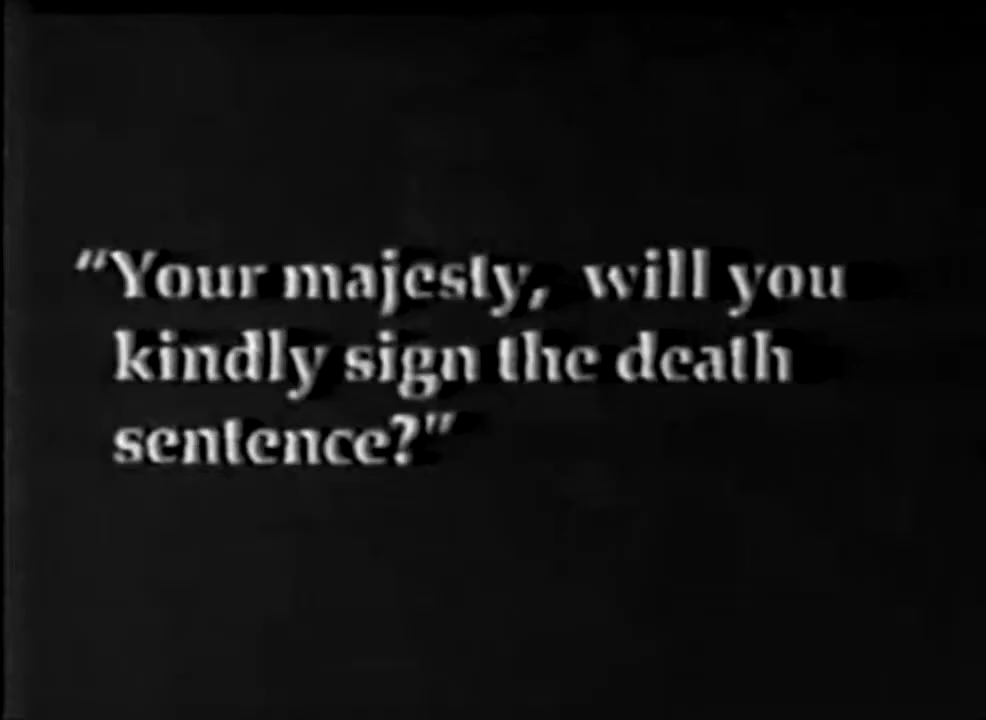 “Your majesty, will you
kindly sign the death
sentence?”